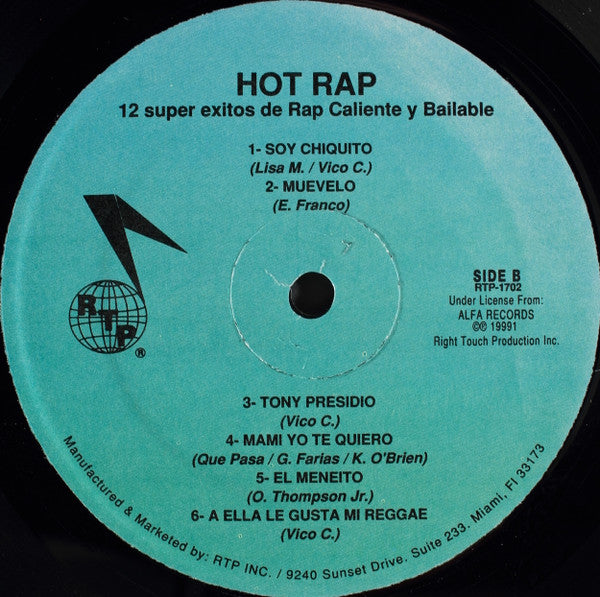 HOT RAP
12 super exitos de Rap Caliente y Bailable
1- SOY CHIQUITO
(Lisa M. / Vico C.)
2- MUEVELO
(E. Franco)
RTP
®
SIDE B
RTP-1702
Under License From:
ALFA RECORDS
©℗ 19991
Right Touch Production Inc.
3- TONY PRESIDIO
(Vico C.)
4- MAMI YO TE QUIERO
(Que Pasa / G. Farias / K. O'Brien)
5- EL MENEITO
(O. Thompson Jr.)
6- A ELLA LE GUSTA MI REGGAE
(Vico C.)
Manufactured & Marketed by: RTP INC. / 9240 Sunset Drive. Suite 233. Miami, Fl 33173